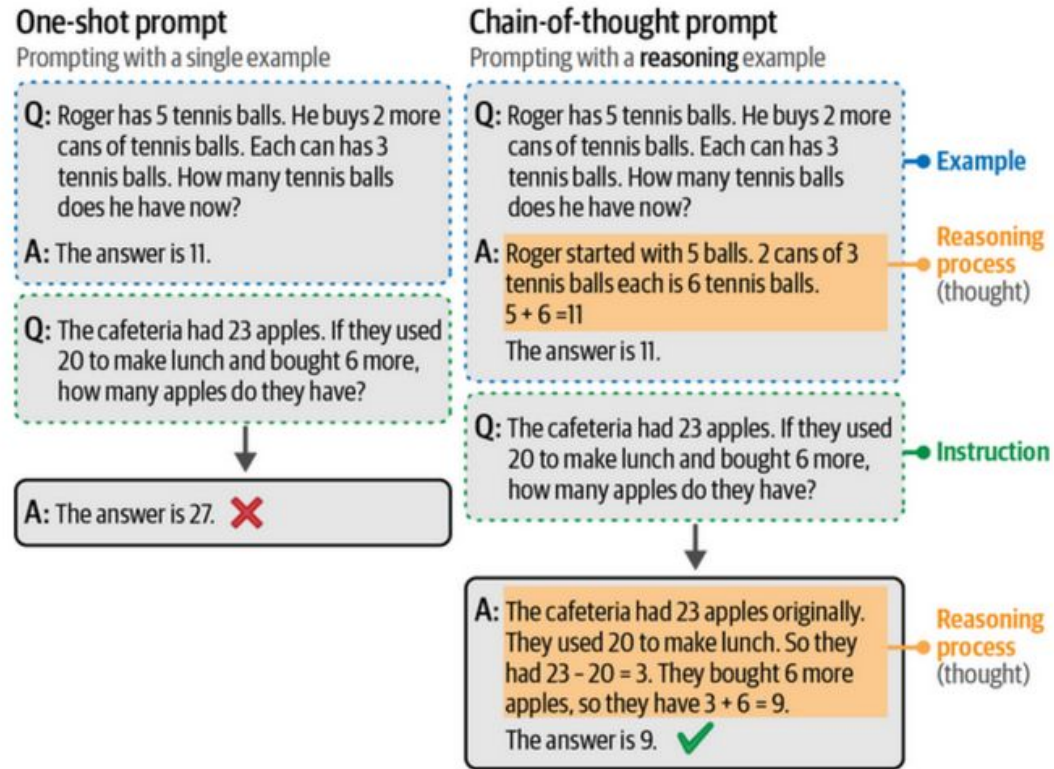 One-shot prompt
Prompting with a single example
Q: Roger has 5 tennis balls. He buys 2 more
cans of tennis balls. Each can has 3
tennis balls. How many tennis balls
does he have now?
A: The answer is 11.
Q: The cafeteria had 23 apples. If they used
20 to make lunch and bought 6 more,
how many apples do they have?
A: The answer is 27.
Chain-of-thought prompt
Prompting with a reasoning example
Q: Roger has 5 tennis balls. He buys 2 more
cans of tennis balls. Each can has 3
tennis balls. How many tennis balls
does he have now?
Example
A: Roger started with 5 balls. 2 cans of 3
tennis balls each is 6 tennis balls.
5 + 6 =11
The answer is 11.
Reasoning
process
(thought)
Q: The cafeteria had 23 apples. If they used
20 to make lunch and bought 6 more,
how many apples do they have?
Instruction
A: The cafeteria had 23 apples originally.
They used 20 to make lunch. So they
had 23 – 20 = 3. They bought 6 more
apples, so they have 3 + 6 = 9.
The answer is 9.
Reasoning
process
(thought)